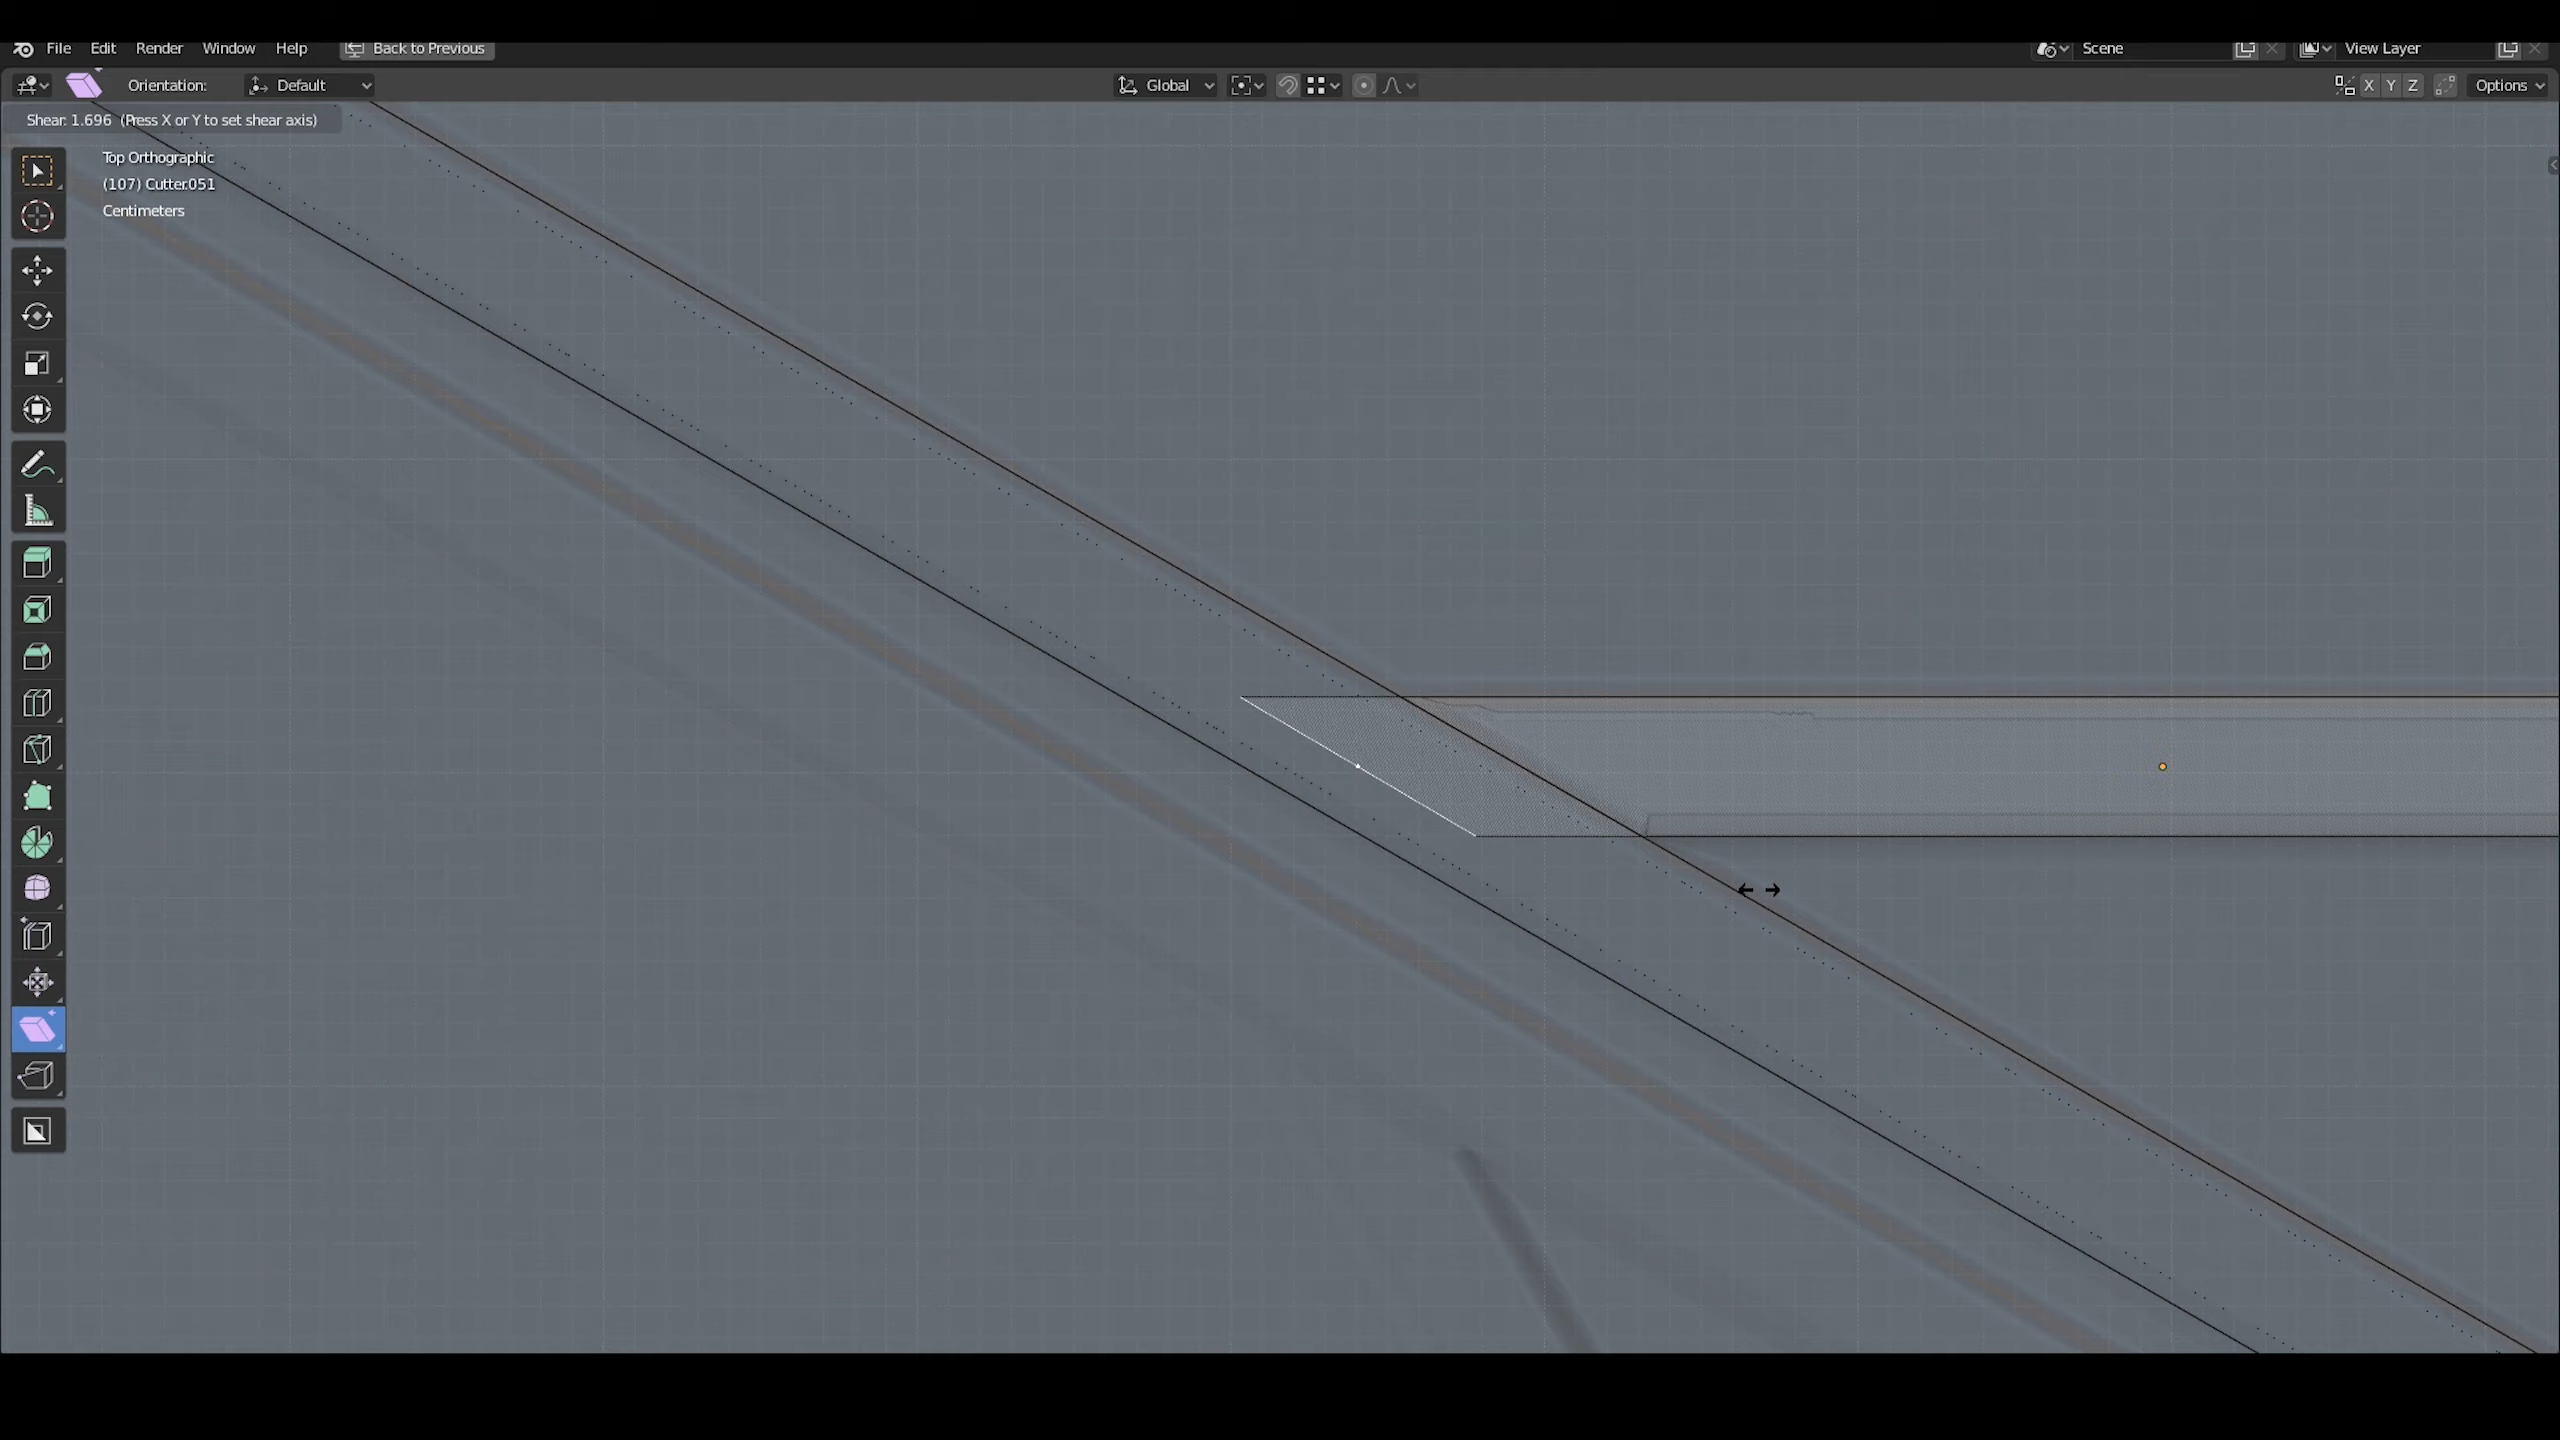 File Edit Render Window Help Back to Previous Scene View Layer
Orientation: Default Global X Y Z Options
Shear: 1.696 (Press X or Y to set shear axis)
Top Orthographic
(107) Cutter.051
Centimeters